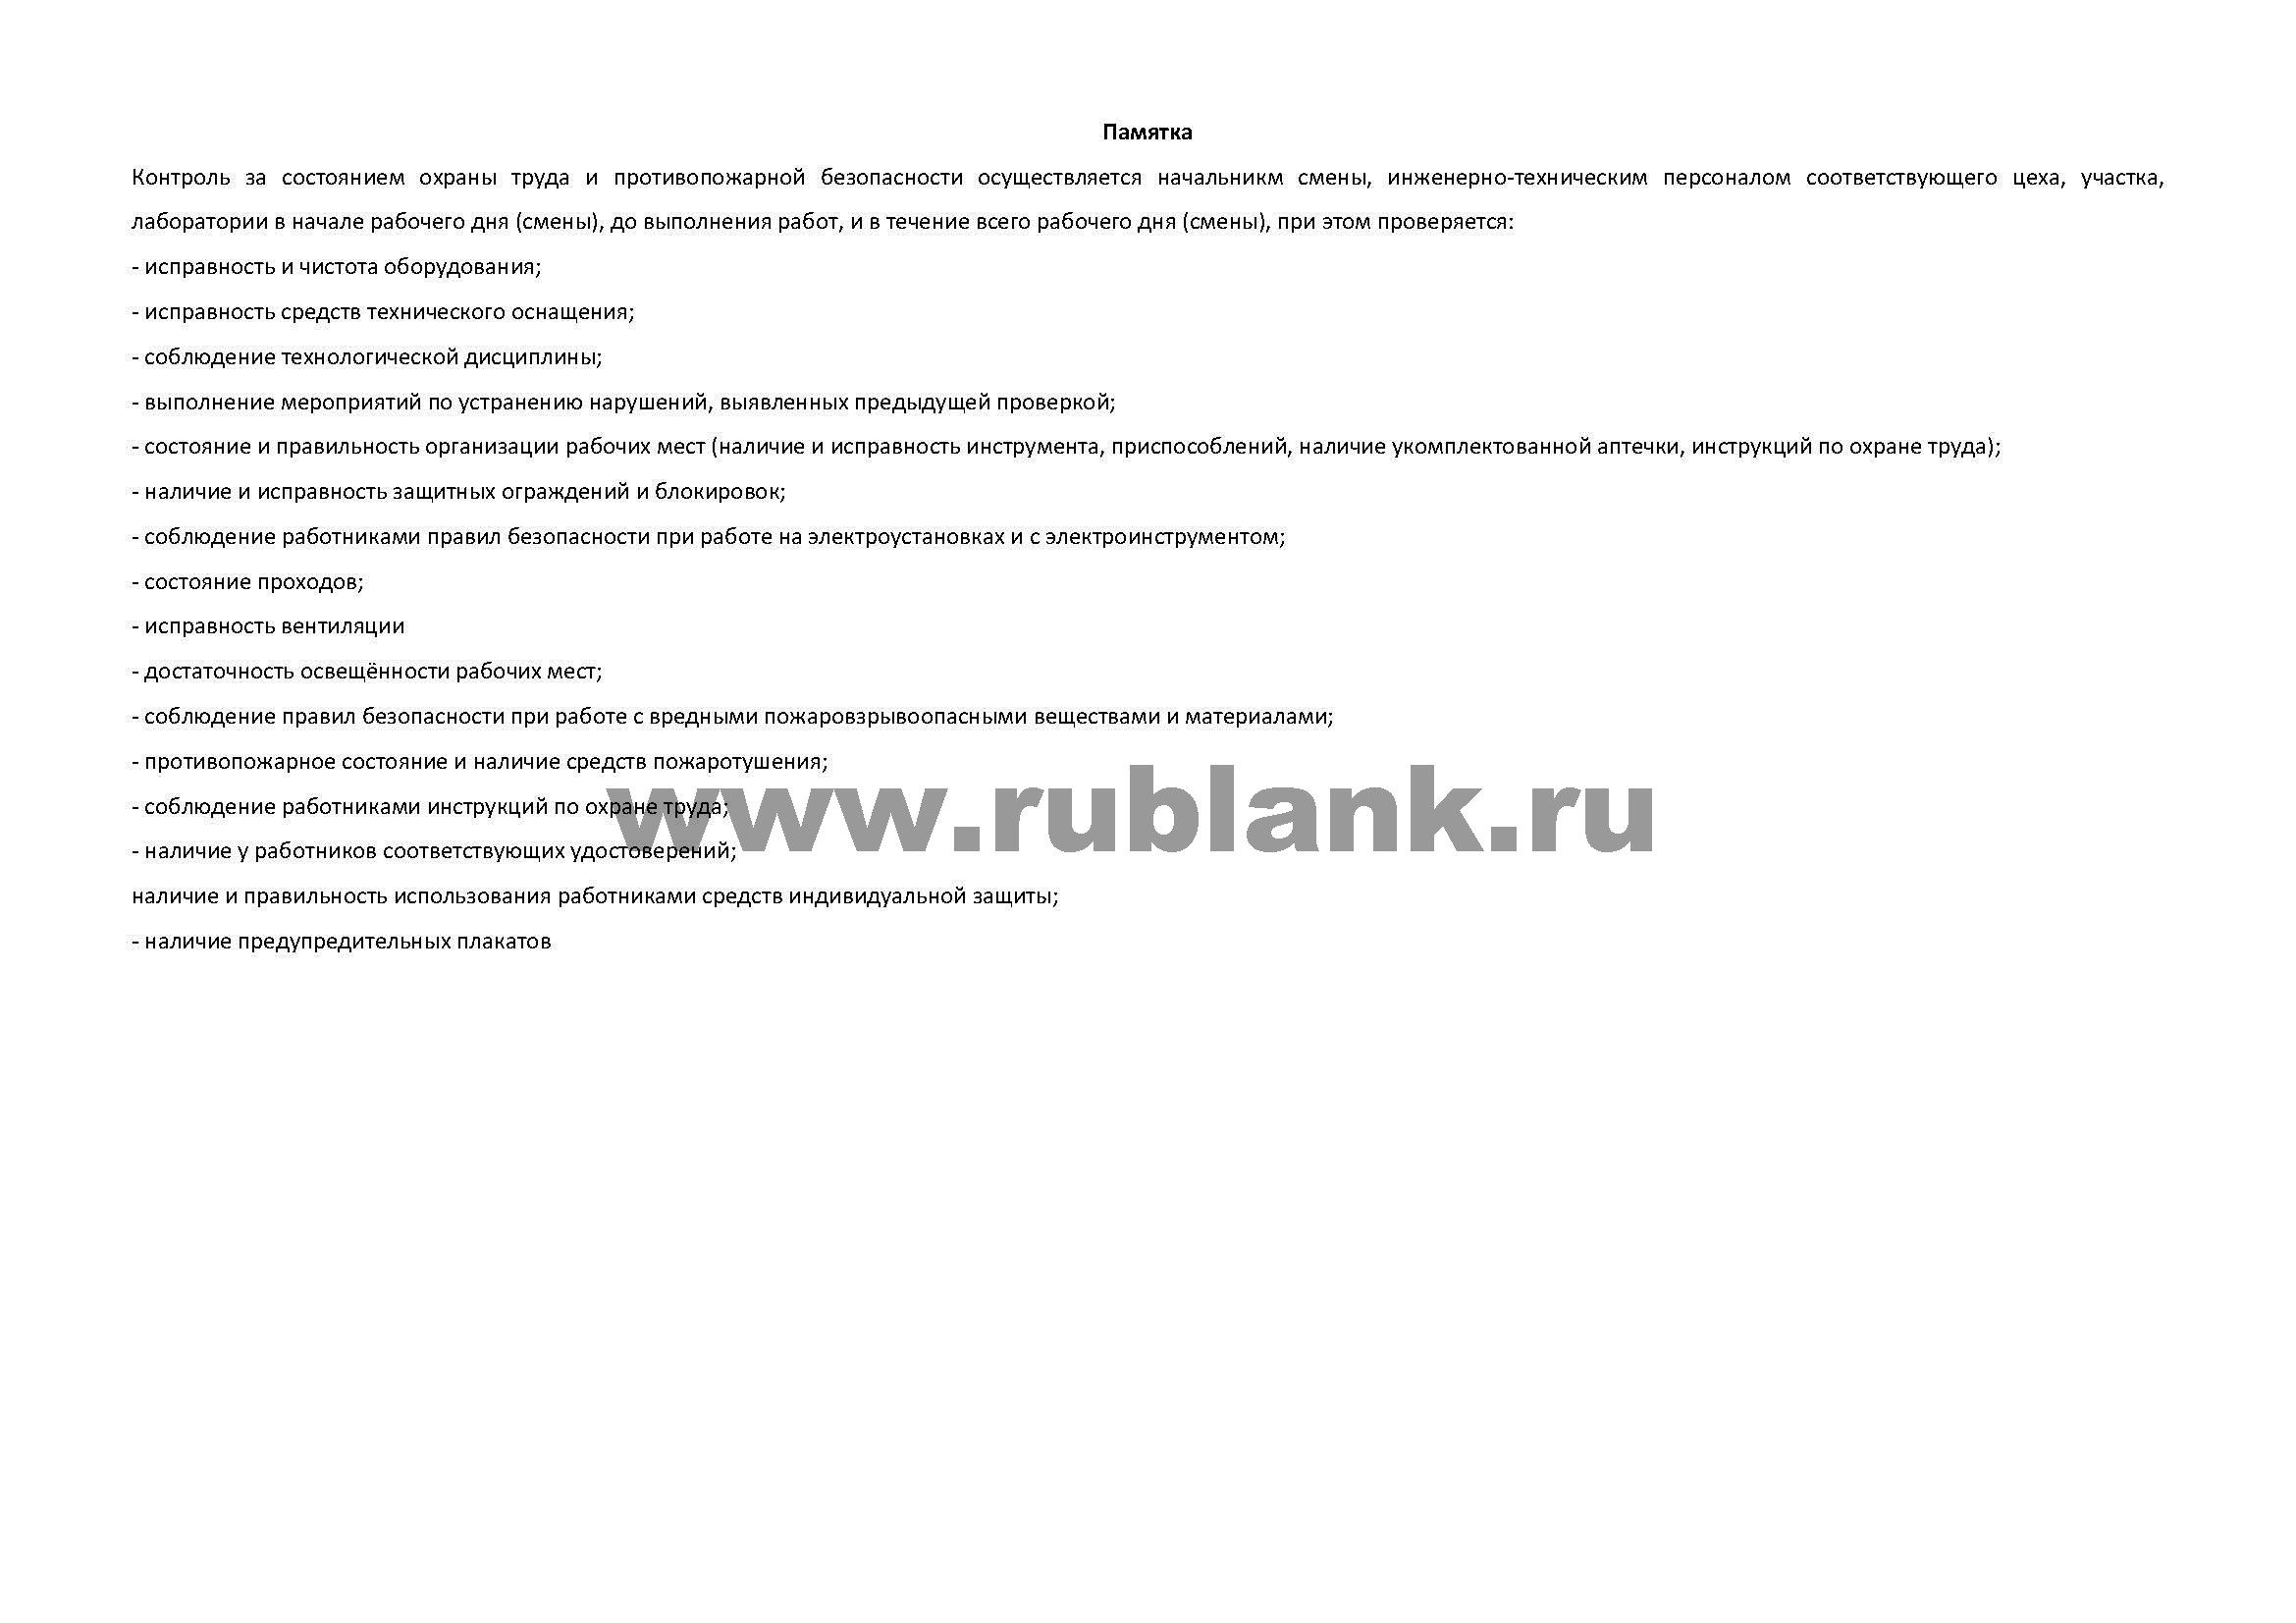 Памятка
Контроль за состоянием охраны труда и противопожарной безопасности осуществляется начальникм смены, инженерно-техническим персоналом соответствующего цеха, участка,
лаборатории в начале рабочего дня (смены), до выполнения работ, и в течение всего рабочего дня (смены), при этом проверяется:
- исправность и чистота оборудования;
- исправность средств технического оснащения;
- соблюдение технологической дисциплины;
- выполнение мероприятий по устранению нарушений, выявленных предыдущей проверкой;
- состояние и правильность организации рабочих мест (наличие и исправность инструмента, приспособлений, наличие укомплектованной аптечки, инструкций по охране труда);
- наличие и исправность защитных ограждений и блокировок;
- соблюдение работниками правил безопасности при работе на электроустановках и с электроинструментом;
- состояние проходов;
- исправность вентиляции
- достаточность освещённости рабочих мест;
- соблюдение правил безопасности при работе с вредными пожаровзрывоопасными веществами и материалами;
- противопожарное состояние и наличие средств пожаротушения;
- соблюдение работниками инструкций по охране труда;
www.rublank.ru
- наличие у работников соответствующих удостоверений;
наличие и правильность использования работниками средств индивидуальной защиты;
- наличие предупредительных плакатов